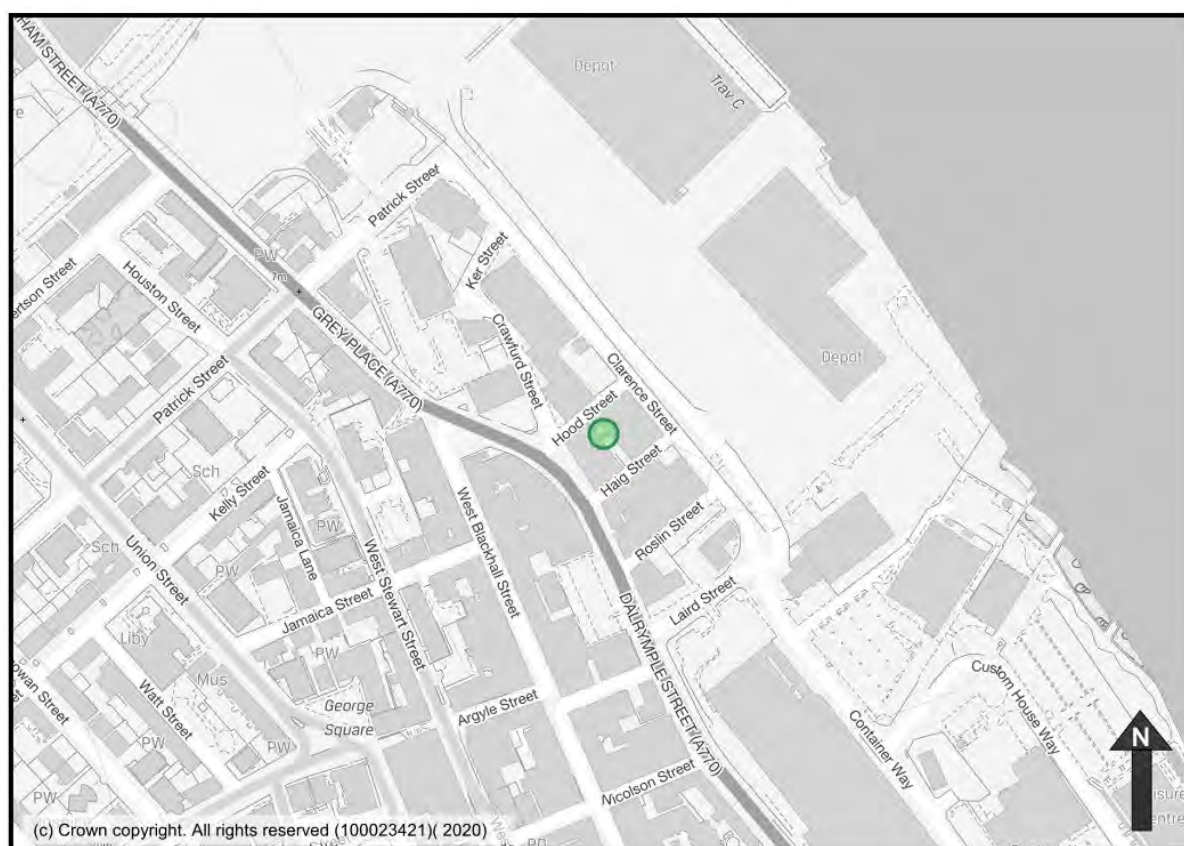 HAM STREET (A770)
Depot
Trav C
Patrick Street
PW
7m
Ker Street
ertson Street
Houston Street
GREY PLACE (A770)
Crawfurd Street
Clarence Street
Depot
Patrick Street
Hood Street
Haig Street
Sch
Kelly Street
Jamaica Lane
PW
West Blackhall Street
Roslin Street
Sch
Union Street
PW
West Stewart Street
Laird Street
Jamaica Street
DALRYMPLE STREET (A770)
Liby
PW
Mus
Custom House Way
owan Street
Watt Street
George
Square
Argyle Street
Container Way
N
PW
PW
Nicolson Street
PW
(c) Crown copyright. All rights reserved (100023421)( 2020)
Street
PD